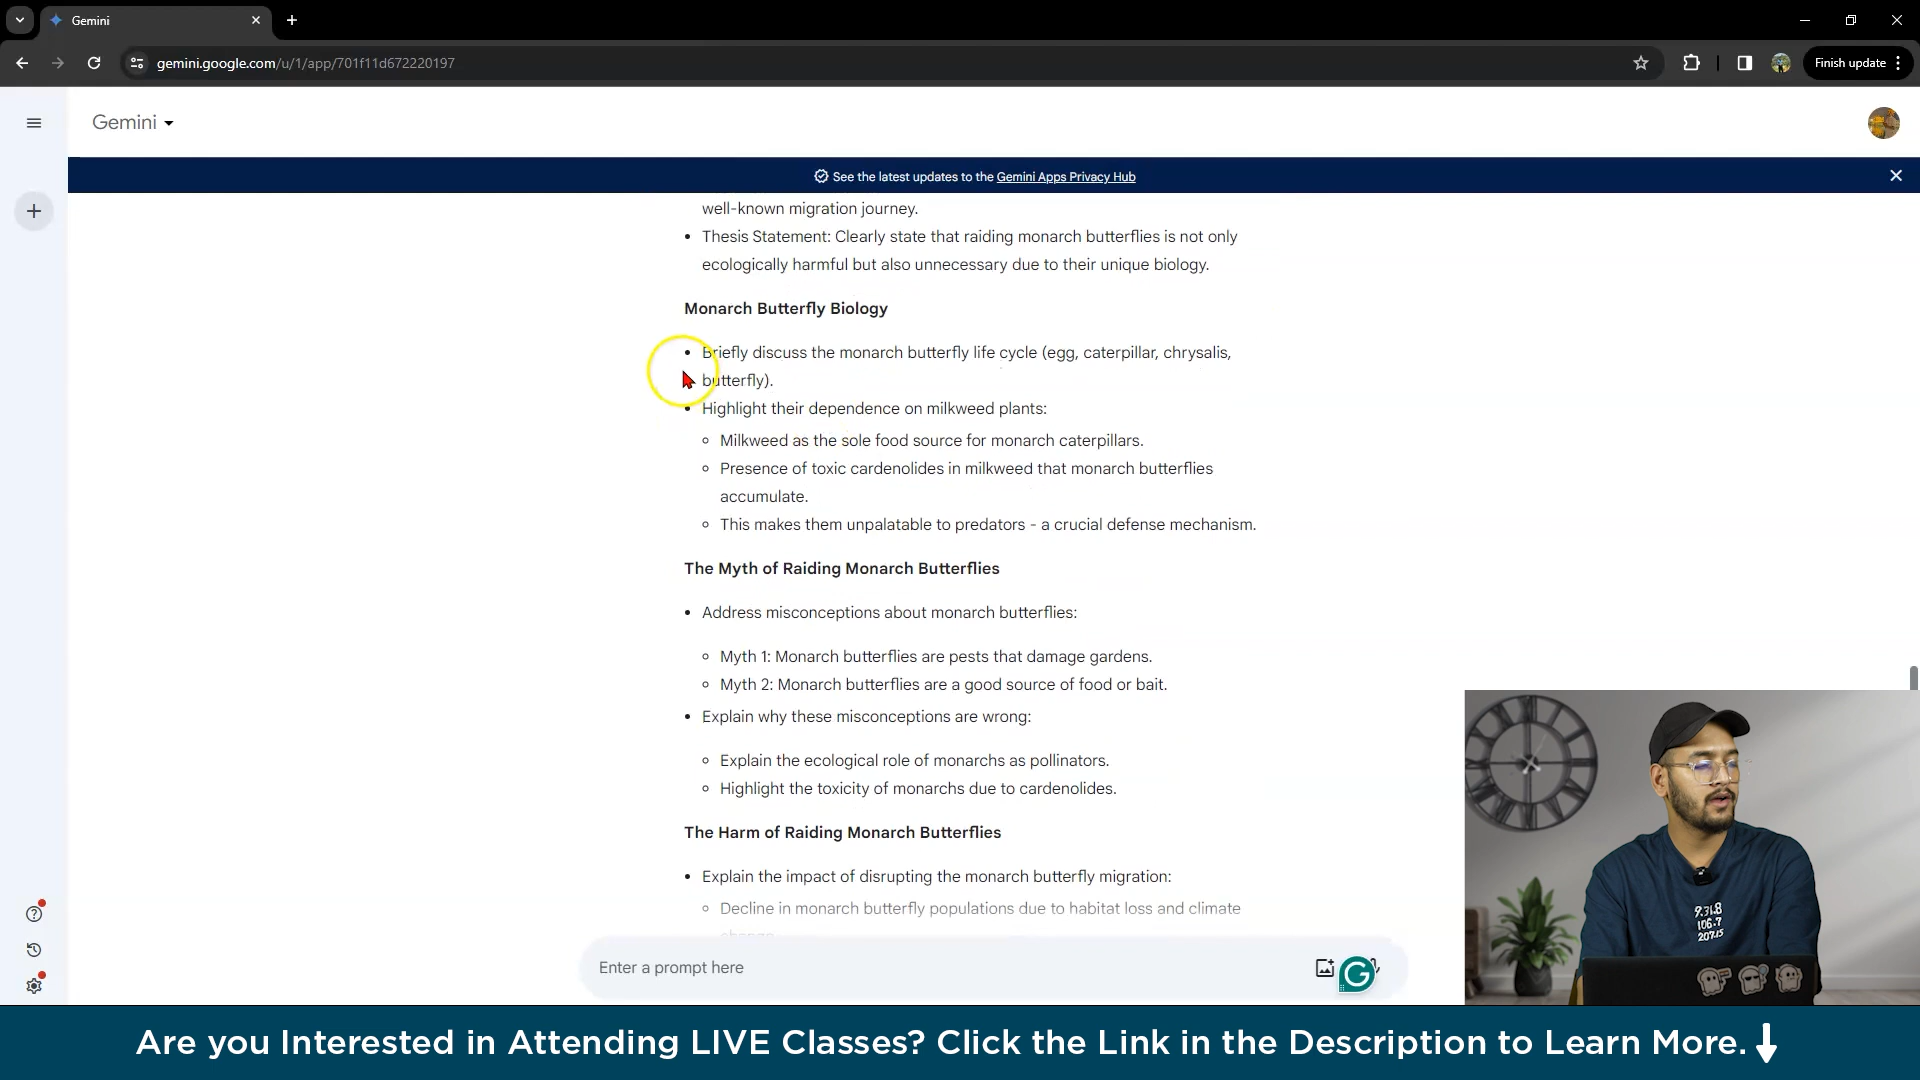 Gemini
gemini.google.com/u/1/app/701f11d672220197
Finish update
Gemini
See the latest updates to the Gemini Apps Privacy Hub
well-known migration journey.
• Thesis Statement: Clearly state that raiding monarch butterflies is not only
ecologically harmful but also unnecessary due to their unique biology.
Monarch Butterfly Biology
• Briefly discuss the monarch butterfly life cycle (egg, caterpillar, chrysalis,
butterfly).
• Highlight their dependence on milkweed plants:
◦ Milkweed as the sole food source for monarch caterpillars.
◦ Presence of toxic cardenolides in milkweed that monarch butterflies
accumulate.
◦ This makes them unpalatable to predators - a crucial defense mechanism.
The Myth of Raiding Monarch Butterflies
• Address misconceptions about monarch butterflies:
◦ Myth 1: Monarch butterflies are pests that damage gardens.
◦ Myth 2: Monarch butterflies are a good source of food or bait.
• Explain why these misconceptions are wrong:
◦ Explain the ecological role of monarchs as pollinators.
◦ Highlight the toxicity of monarchs due to cardenolides.
The Harm of Raiding Monarch Butterflies
• Explain the impact of disrupting the monarch butterfly migration:
◦ Decline in monarch butterfly populations due to habitat loss and climate
change.
Enter a prompt here
9.31.8
106.7
207.15
Are you Interested in Attending LIVE Classes? Click the Link in the Description to Learn More.